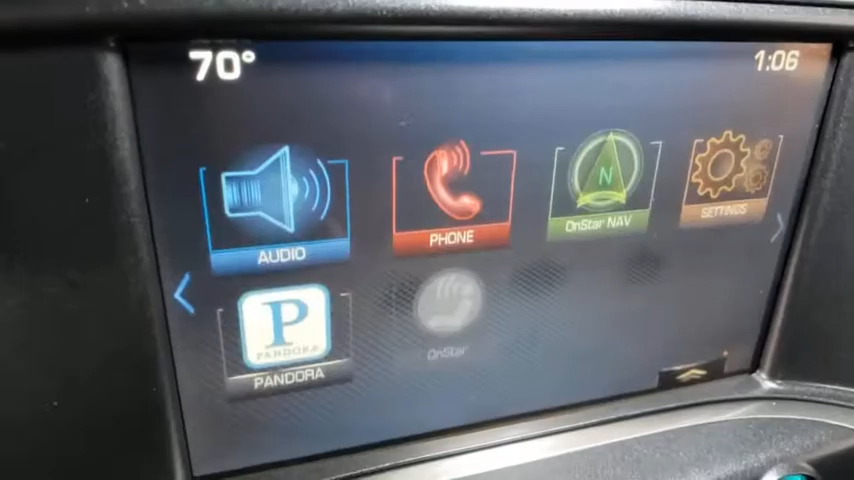 70°
1:06
AUDIO
PHONE
N
OnStar NAV
SETTINGS
P
PANDORA
PANDORA
OnStar